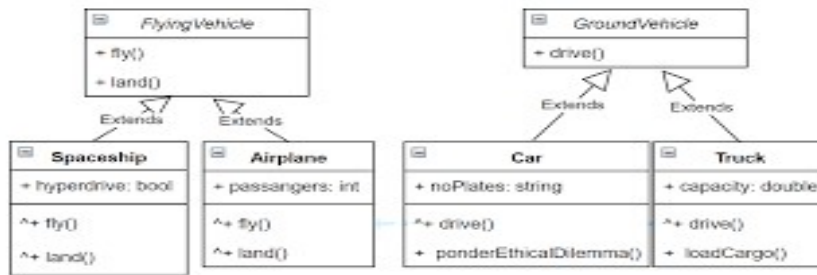 FlyingVehicle
+ fly()
+ land()
GroundVehicle
+ drive()
Extends
Extends
Extends
Extends
Spaceship
+ hyperdrive: bool
^+ fly()
^+ land()
Airplane
+ passangers: int
^+ fly()
^+ land()
Car
+ noPlates: string
^+ drive()
+ ponderEthicalDilemma()
Truck
+ capacity: double
^+ drive()
+ loadCargo()